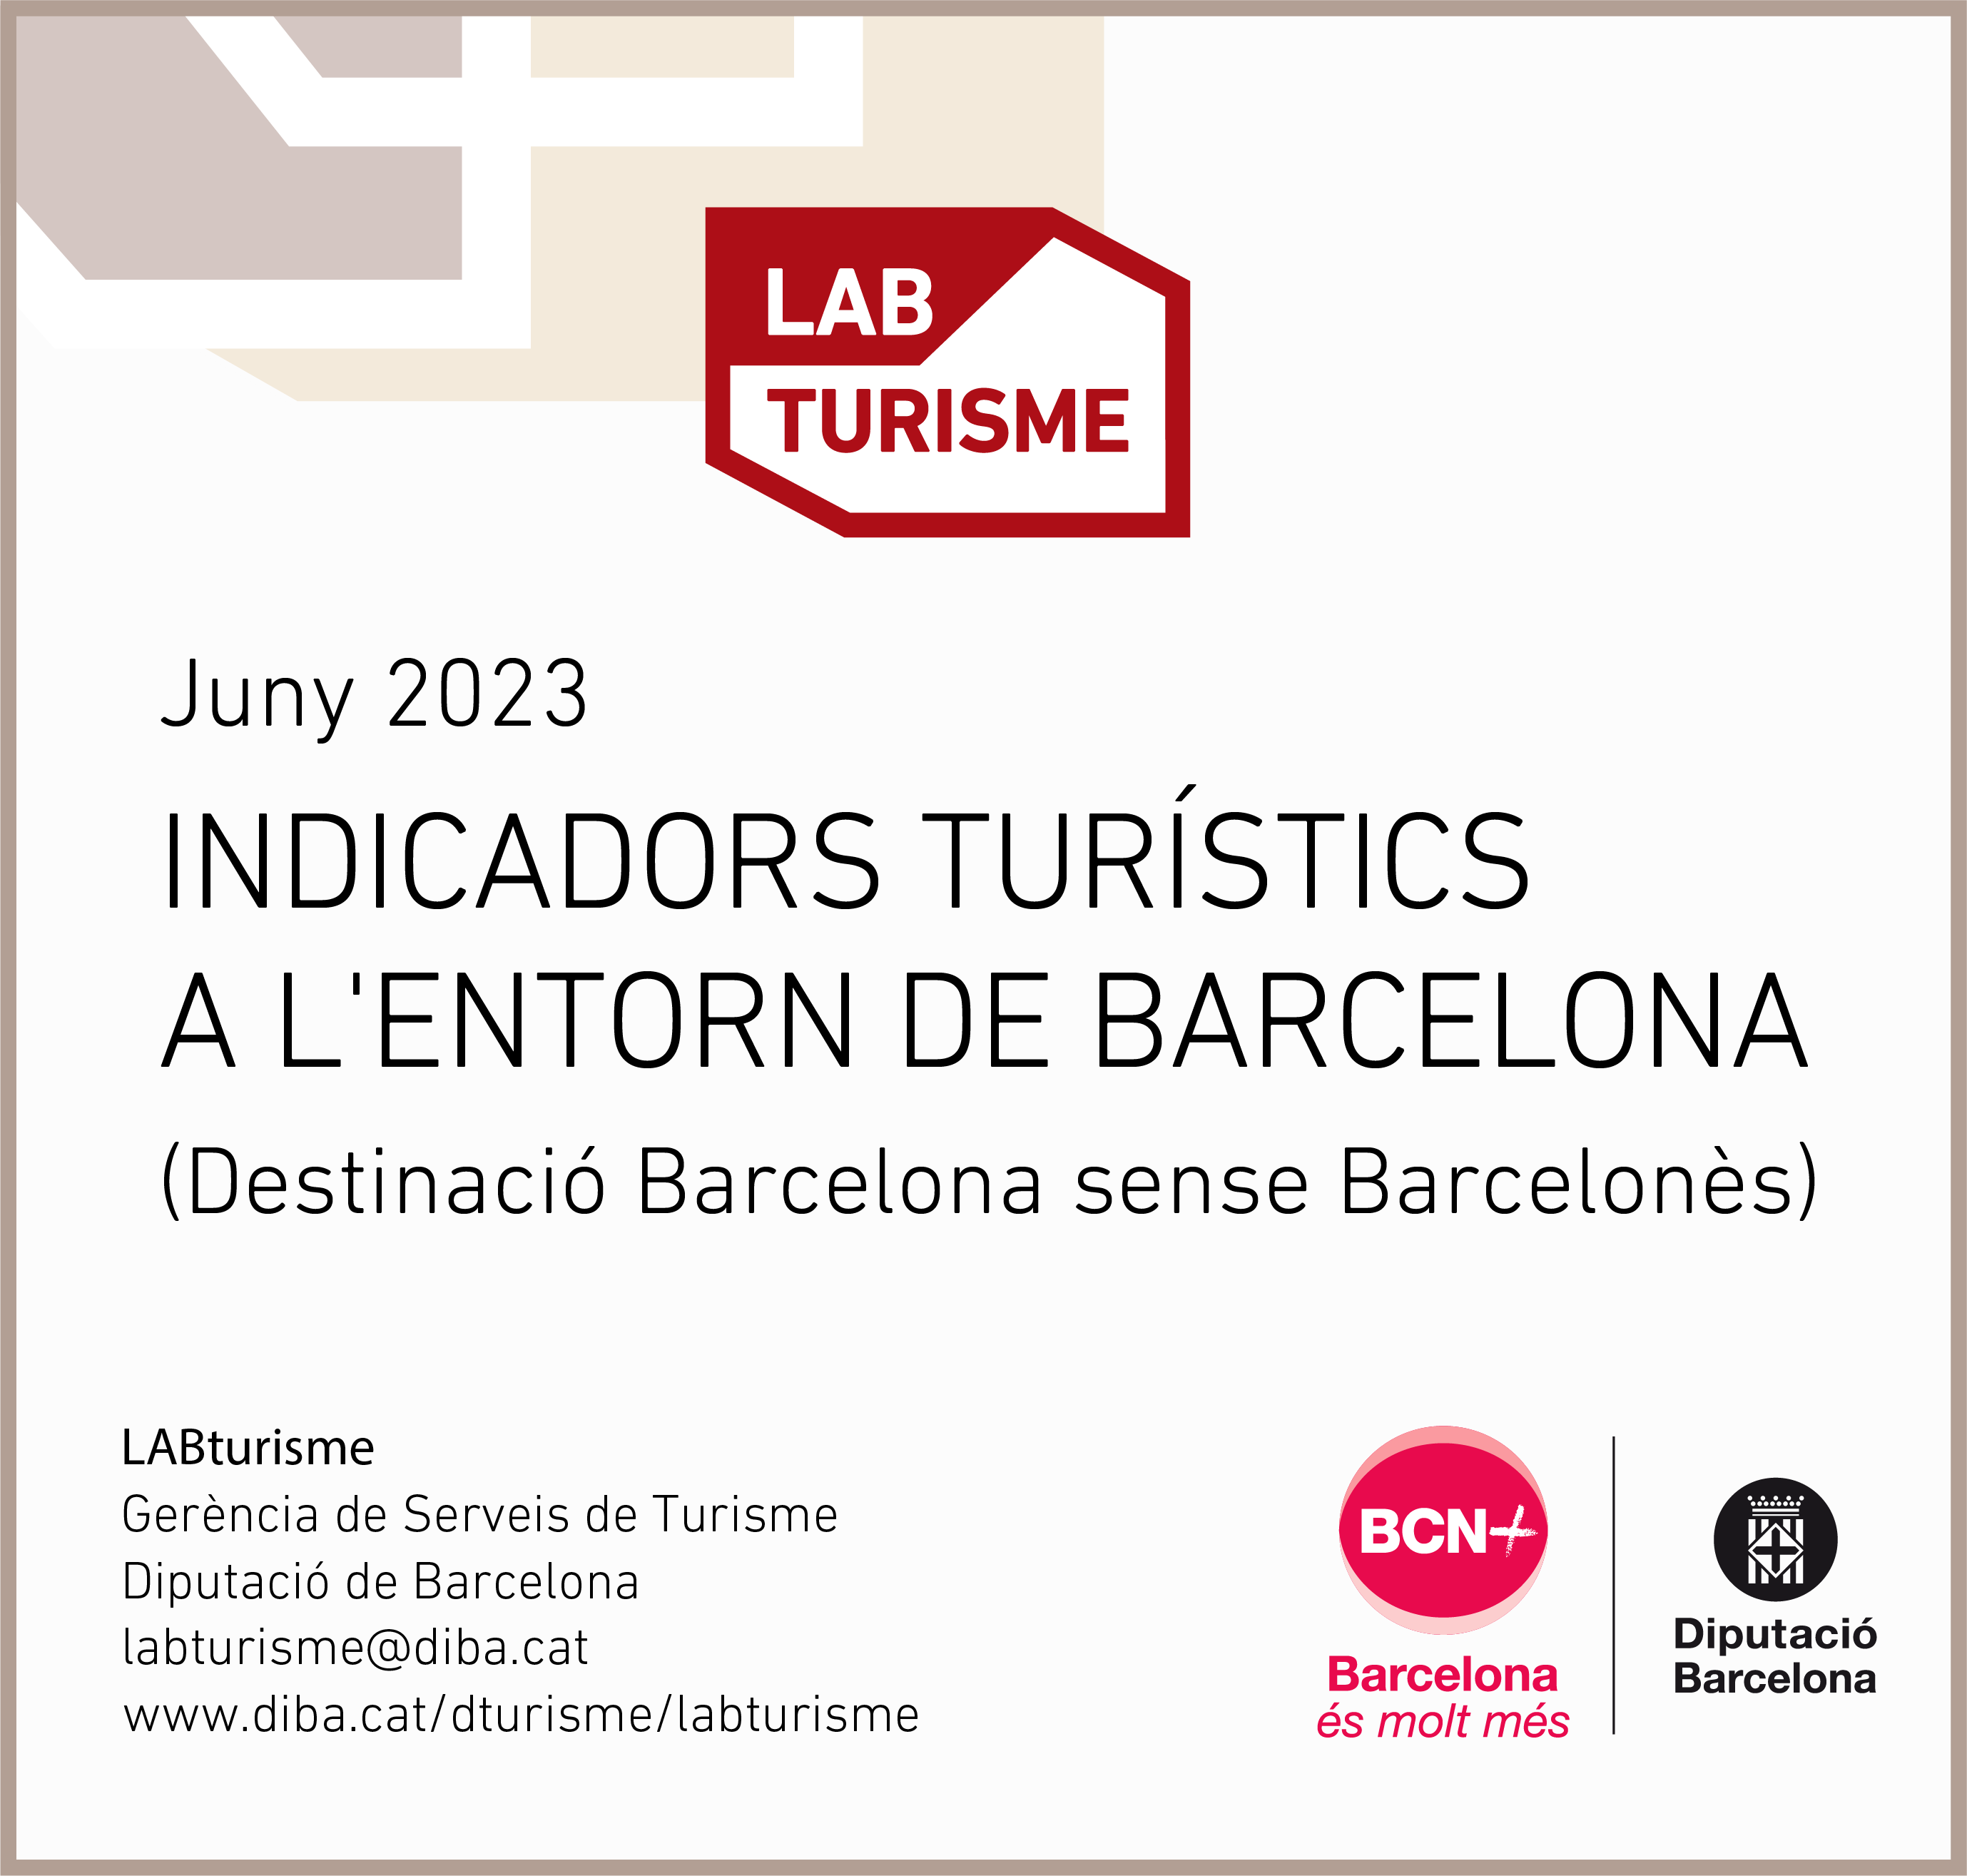 LAB
TURISME
Juny 2023
INDICADORS TURÍSTICS
A L'ENTORN DE BARCELONA
(Destinació Barcelona sense Barcelonès)
LABturisme
Gerència de Serveis de Turisme
Diputació de Barcelona
labturisme@diba.cat
www.diba.cat/dturisme/labturisme
BCN+
Barcelona
és molt més
Diputació
Barcelona